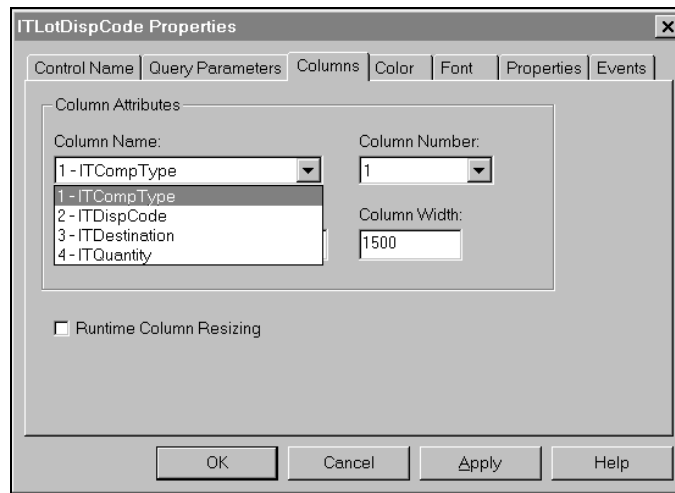 ITLotDispCode Properties
Control Name Query Parameters Columns Color Font Properties Events
Column Attributes
Column Name: Column Number:
1 - ITCompType 1
1 - ITCompType
2 - ITDispCode Column Width:
3 - ITDestination 1500
4 - ITQuantity
Runtime Column Resizing
OK Cancel Apply Help